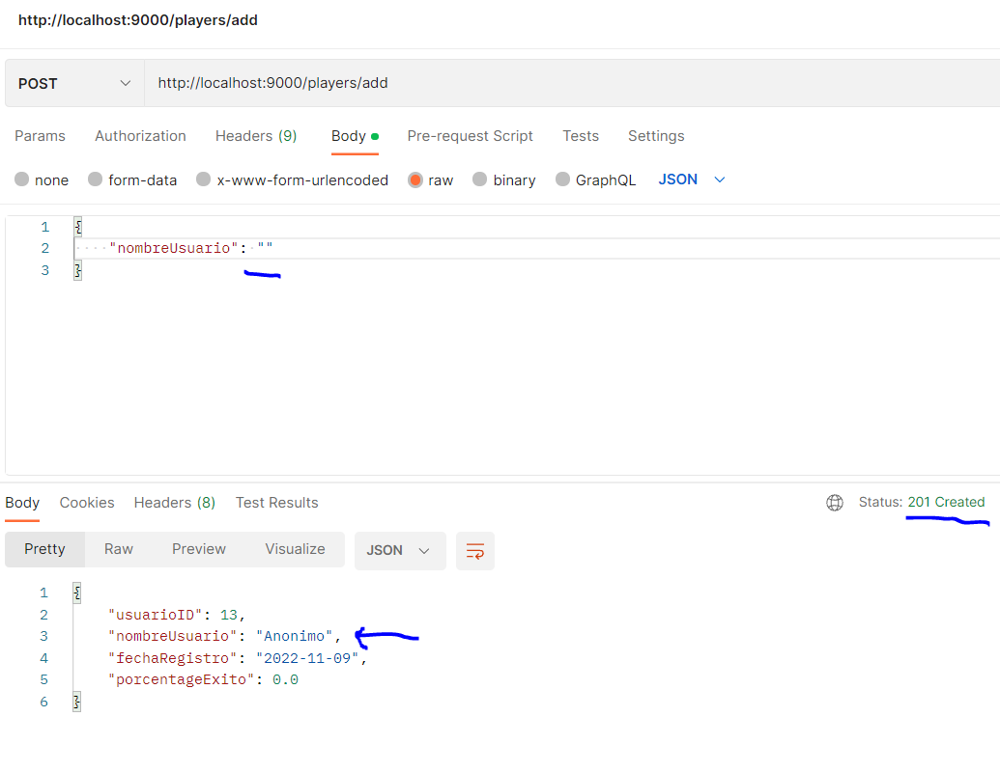 http://localhost:9000/players/add
POST http://localhost:9000/players/add
Params Authorization Headers (9) Body Pre-request Script Tests Settings
none form-data x-www-form-urlencoded raw binary GraphQL JSON
1 {
2 "nombreUsuario": ""
3 }
Body Cookies Headers (8) Test Results Status: 201 Created
Pretty Raw Preview Visualize JSON
1 {
2 "usuarioID": 13,
3 "nombreUsuario": "Anonimo",
4 "fechaRegistro": "2022-11-09",
5 "porcentageExito": 0.0
6 }